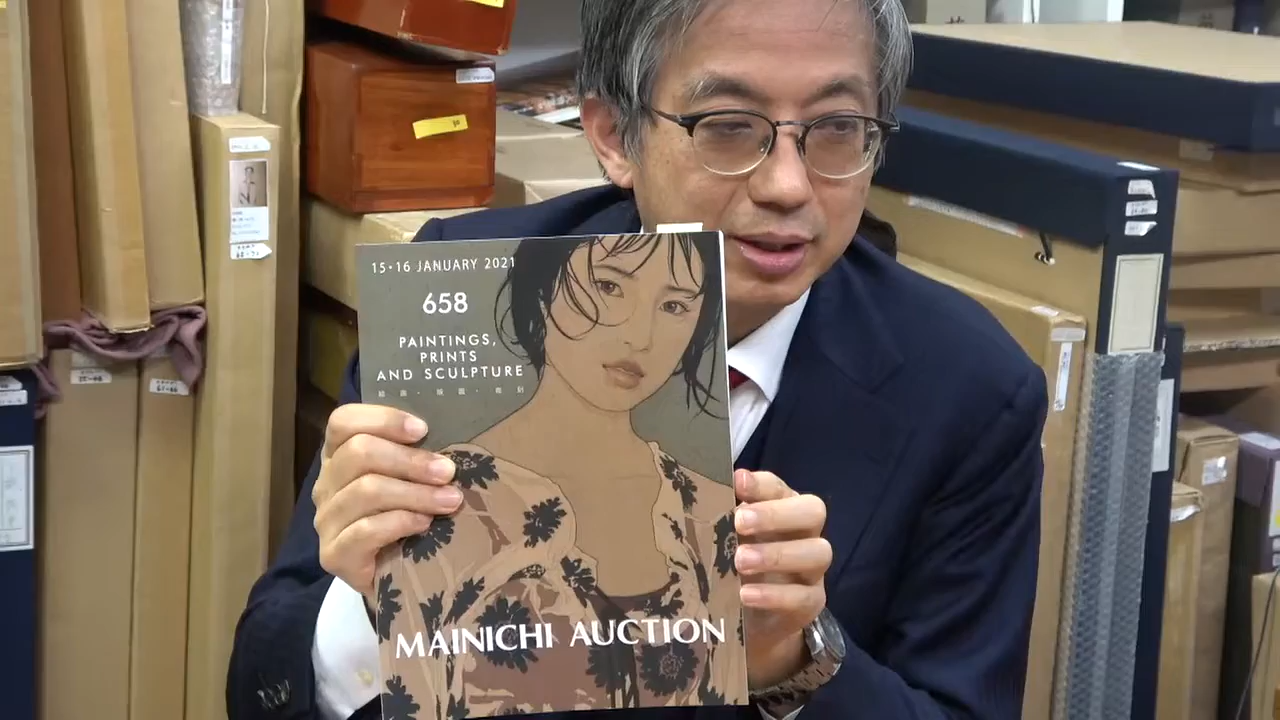 15・16 JANUARY 2021
658
PAINTINGS,
PRINTS
AND SCULPTURE
絵画・版画・彫刻
MAINICHI AUCTION